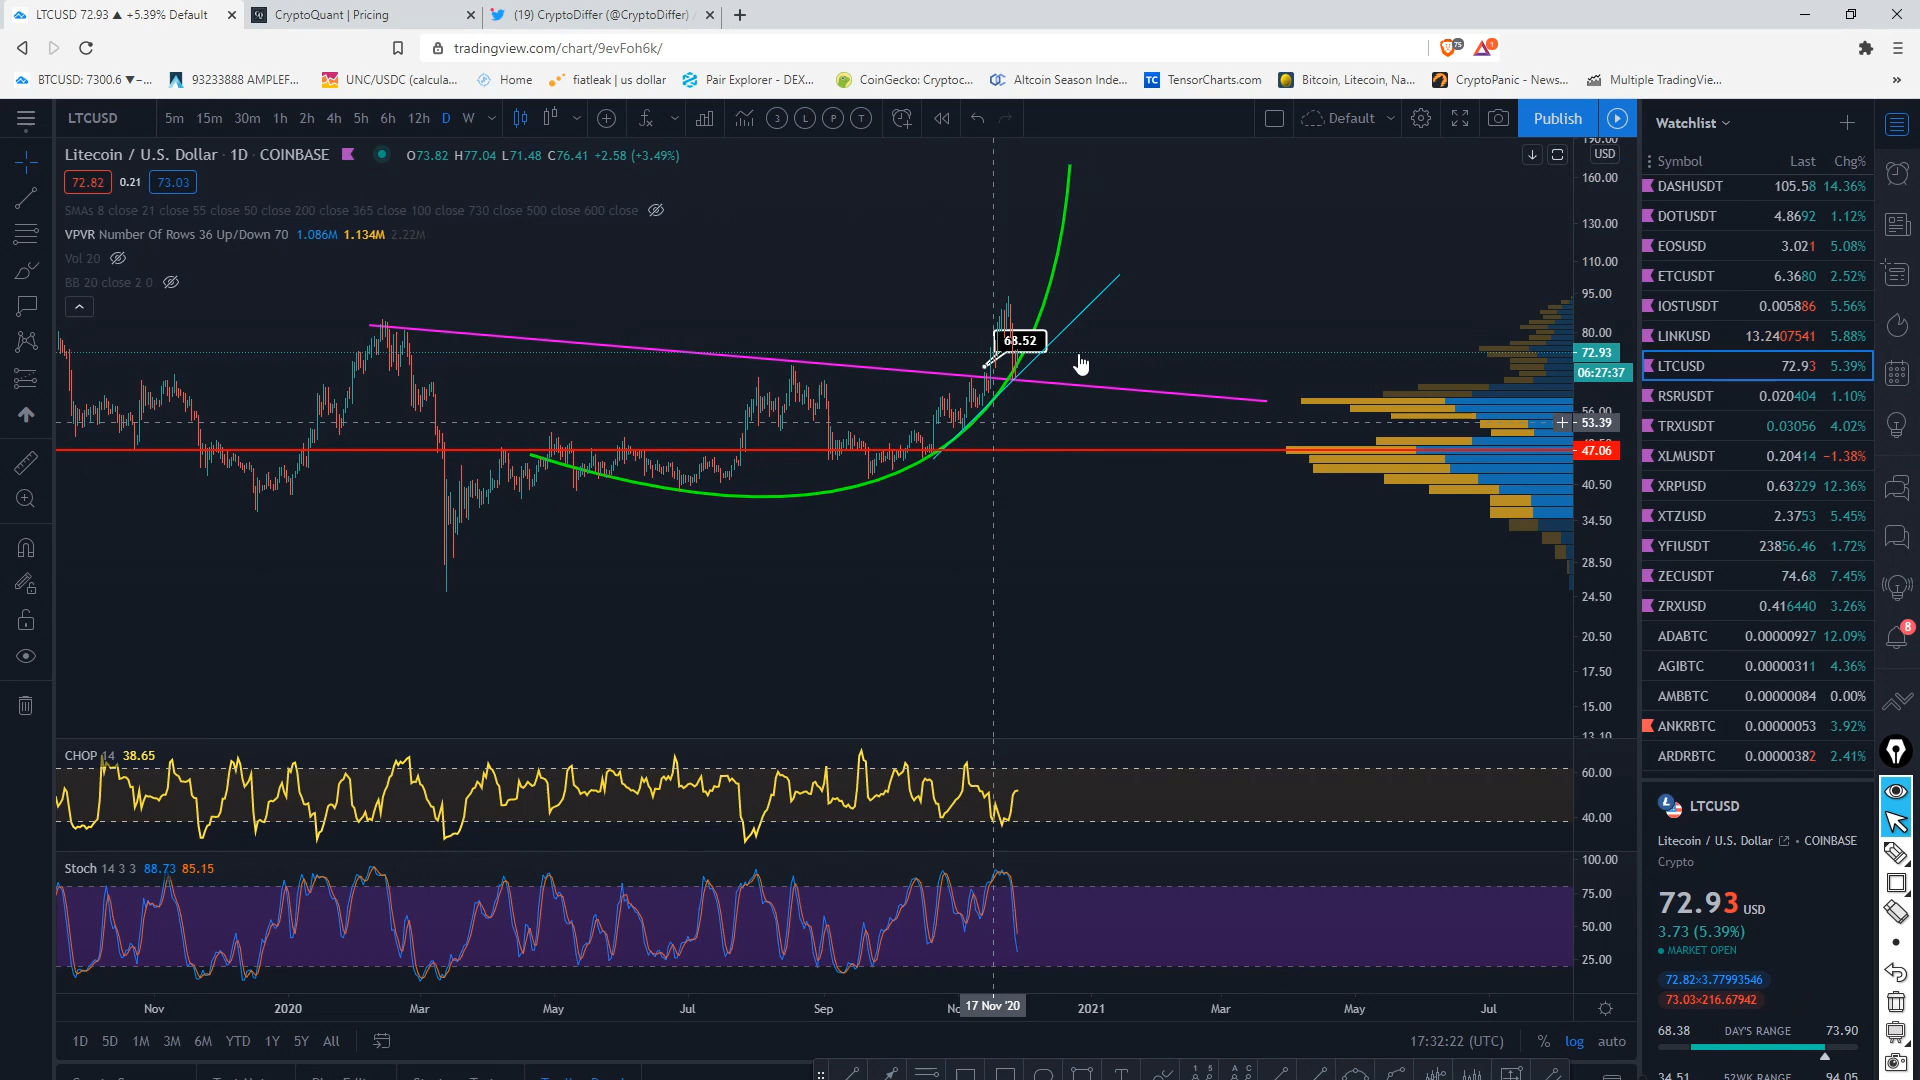 LTCUSD 72.93 ▲ +5.39% Default
CryptoQuant | Pricing
(19) CryptoDiffer (@CryptoDiffer)
tradingview.com/chart/9evFoh6k/
75
1
BTCUSD: 7300.6 ▼−...
93233888 AMPLEF...
UNC/USDC (calcula...
Home
fiatleak | us dollar
Pair Explorer - DEX...
CoinGecko: Cryptoc...
Altcoin Season Inde...
TensorCharts.com
Bitcoin, Litecoin, Na...
CryptoPanic - News...
Multiple TradingVie...
LTCUSD
5m 15m 30m 1h 2h 4h 5h 6h 12h D W
3 L P T
Default
Publish
Watchlist
Litecoin / U.S. Dollar · 1D · COINBASE
O73.82 H77.04 L71.48 C76.41 +2.58 (+3.49%)
72.82 0.21 73.03
SMAs 8 close 21 close 55 close 50 close 200 close 365 close 100 close 730 close 500 close 600 close
VPVR Number Of Rows 36 Up/Down 70 1.086M 1.134M 2.22M
Vol 20
BB 20 close 2 0
68.52
190.00
USD
160.00
130.00
110.00
95.00
80.00
72.93
06:27:37
56.00
53.39
47.06
40.50
34.50
28.50
24.50
20.50
17.50
15.00
13.10
CHOP 14 38.65
60.00
40.00
Stoch 14 3 3 88.73 85.15
100.00
75.00
50.00
25.00
Nov 2020 Mar May Jul Sep 17 Nov '20 2021 Mar May Jul
1D 5D 1M 3M 6M YTD 1Y 5Y All
17:32:22 (UTC) % log auto
Symbol Last Chg%
DASHUSDT 105.58 14.36%
DOTUSDT 4.8692 1.12%
EOSUSD 3.021 5.08%
ETCUSDT 6.3680 2.52%
IOSTUSDT 0.005886 5.56%
LINKUSD 13.2407541 5.88%
LTCUSD 72.93 5.39%
RSRUSDT 0.020404 1.10%
TRXUSDT 0.03056 4.02%
XLMUSDT 0.20414 −1.38%
XRPUSD 0.63229 12.36%
XTZUSD 2.3753 5.45%
YFIUSDT 23856.46 1.72%
ZECUSDT 74.68 7.45%
ZRXUSD 0.416440 3.26%
ADABTC 0.00000927 12.09%
AGIBTC 0.00000311 4.36%
AMBBTC 0.00000084 0.00%
ANKRBTC 0.00000053 3.92%
ARDRBTC 0.00000382 2.41%
8
LTCUSD
Litecoin / U.S. Dollar • COINBASE
Crypto
72.93 USD
3.73 (5.39%)
MARKET OPEN
72.82×3.77993546
73.03×216.67942
68.38 DAY'S RANGE 73.90
34.51 52WK RANGE 94.05